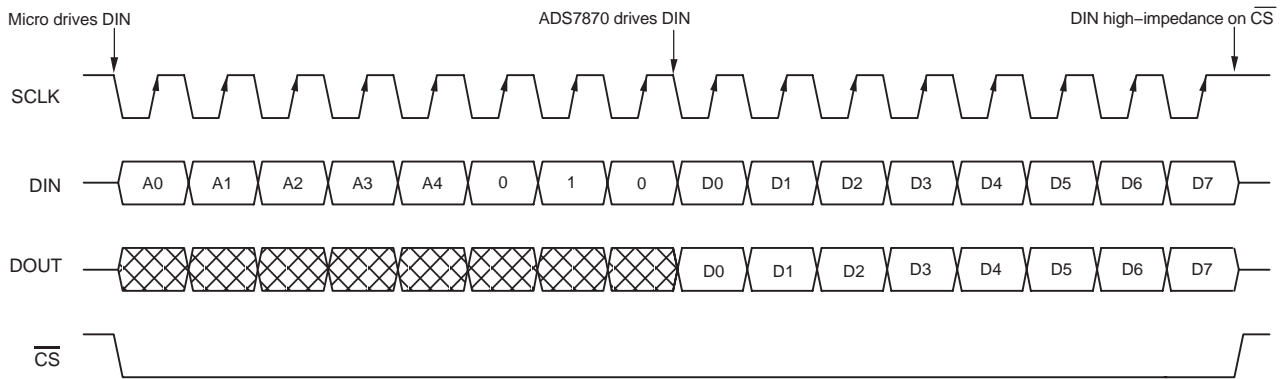 Micro drives DIN
ADS7870 drives DIN
DIN high–impedance on CS
SCLK
DIN A0 A1 A2 A3 A4 0 1 0 D0 D1 D2 D3 D4 D5 D6 D7
DOUT D0 D1 D2 D3 D4 D5 D6 D7
CS